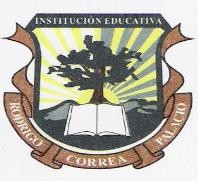 INSTITUCIÓN EDUCATIVA
RODRIGO
CORREA
PALACIO